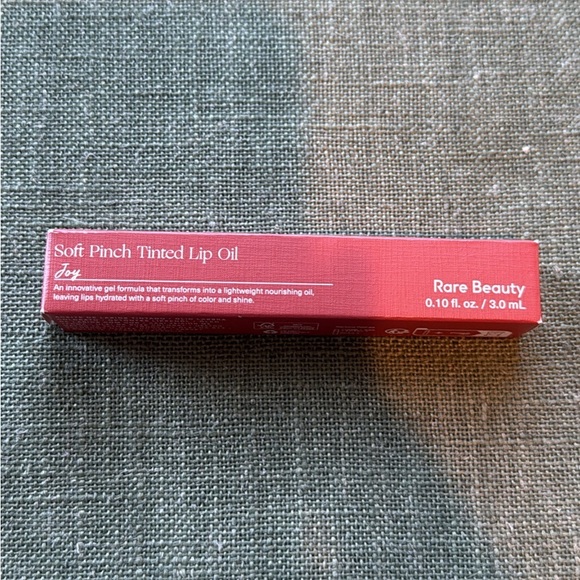 Soft Pinch Tinted Lip Oil
Joy
An innovative gel formula that transforms into a lightweight nourishing oil,
leaving lips hydrated with a soft pinch of color and shine.
Rare Beauty
0.10 fl. oz. / 3.0 mL